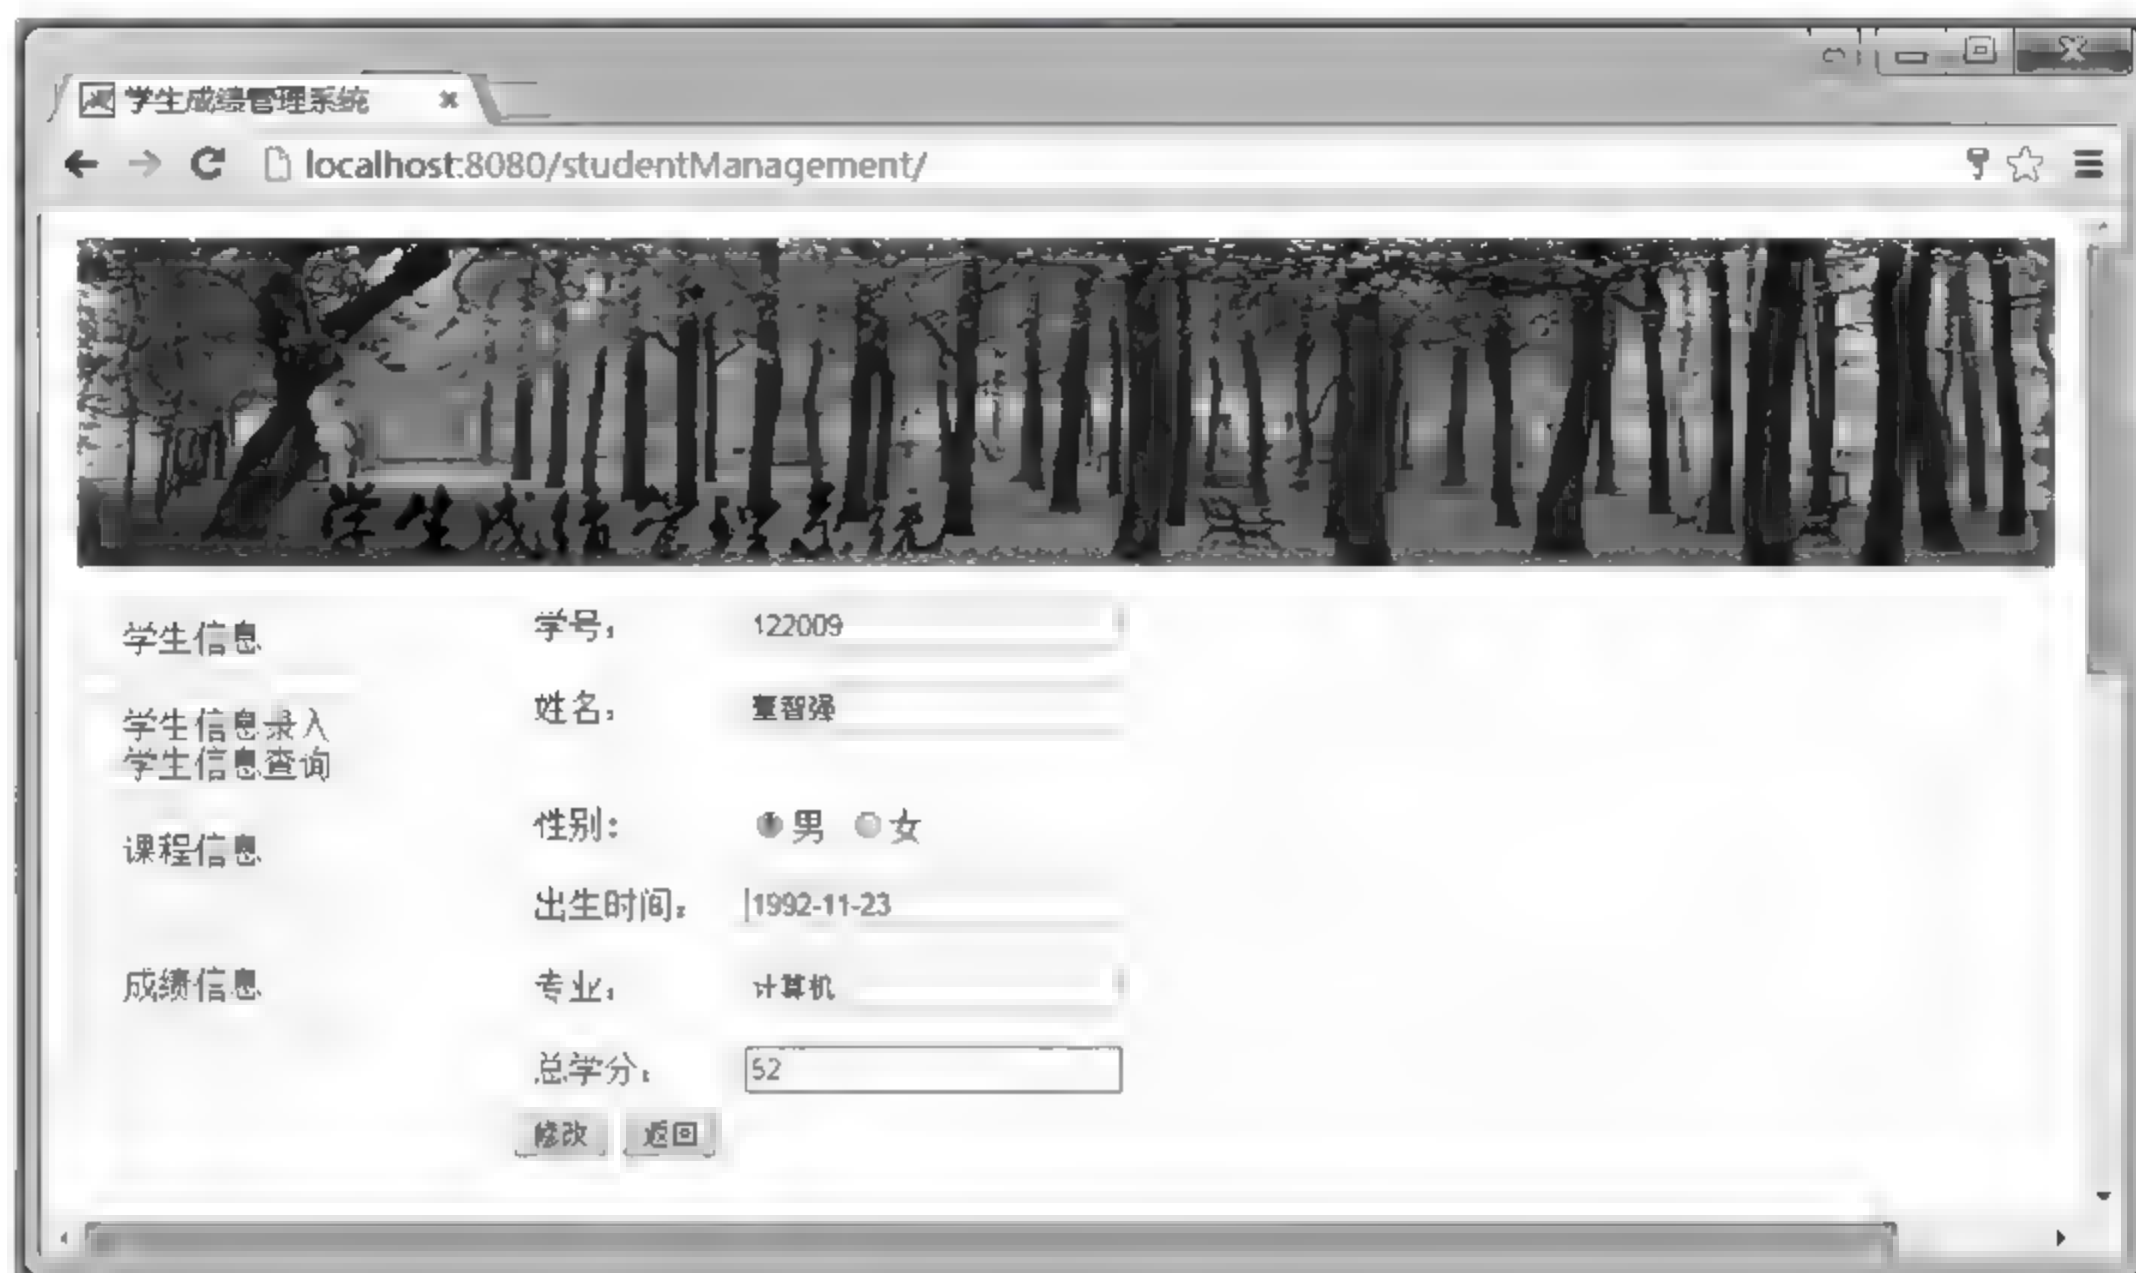 学生成绩管理系统
localhost:8080/studentManagement/
学生成绩管理系统
学生信息
学生信息录入
学生信息查询
课程信息
成绩信息
学号：
122009
姓名：
董智强
性别：
男 女
出生时间：
1992-11-23
专业：
计算机
总学分：
52
修改 返回